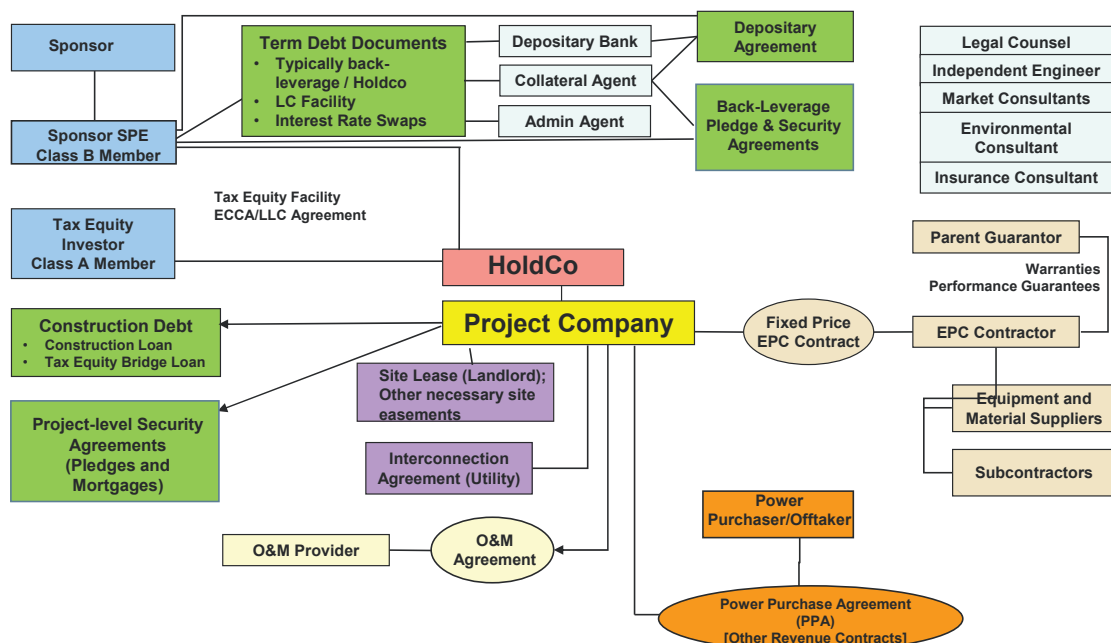 Sponsor
Sponsor SPE
Class B Member
Term Debt Documents
• Typically back-
leverage / Holdco
• LC Facility
• Interest Rate Swaps
Depositary Bank
Collateral Agent
Admin Agent
Depositary
Agreement
Back-Leverage
Pledge & Security
Agreements
Legal Counsel
Independent Engineer
Market Consultants
Environmental
Consultant
Insurance Consultant
Tax Equity Facility
ECCA/LLC Agreement
Tax Equity
Investor
Class A Member
HoldCo
Project Company
Parent Guarantor
Warranties
Performance Guarantees
Fixed Price
EPC Contract
EPC Contractor
Construction Debt
• Construction Loan
• Tax Equity Bridge Loan
Site Lease (Landlord);
Other necessary site
easements
Equipment and
Material Suppliers
Project-level Security
Agreements
(Pledges and
Mortgages)
Interconnection
Agreement (Utility)
Subcontractors
Power
Purchaser/Offtaker
O&M Provider
O&M
Agreement
Power Purchase Agreement
(PPA)
[Other Revenue Contracts]